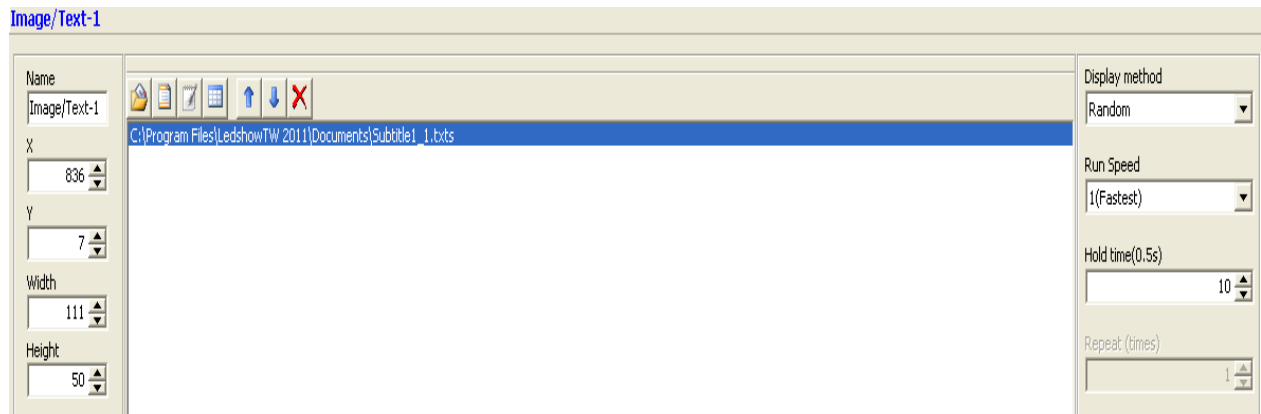 Image/Text-1
Name
Image/Text-1
X
836
Y
7
Width
111
Height
50
C:\Program Files\LedshowTW 2011\Documents\Subtitle1_1.txts
Display method
Random
Run Speed
1(Fastest)
Hold time(0.5s)
10
Repeat (times)
1